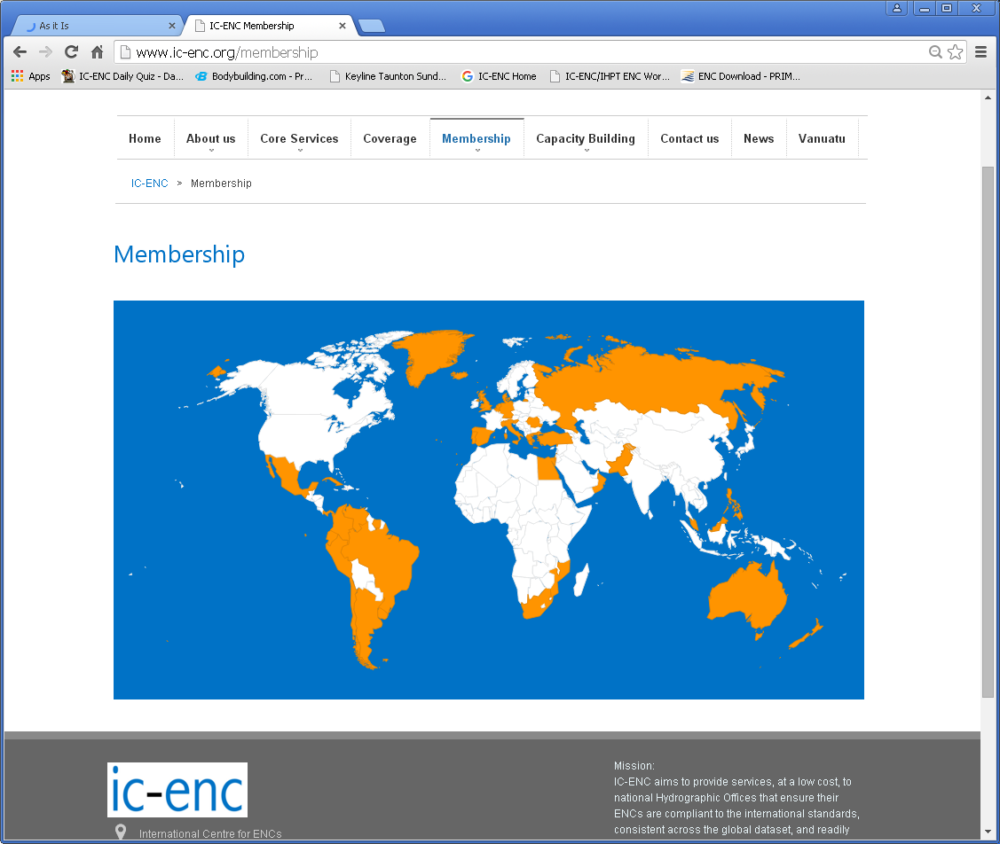 As it Is
IC-ENC Membership
www.ic-enc.org/membership
Apps IC-ENC Daily Quiz - Da... Bodybuilding.com - Pr... Keyline Taunton Sund... IC-ENC Home IC-ENC/IHPT ENC Wor... ENC Download - PRIM...
Home About us Core Services Coverage Membership Capacity Building Contact us News Vanuatu
IC-ENC > Membership
Membership
ic-enc
International Centre for ENCs
Mission:
IC-ENC aims to provide services, at a low cost, to
national Hydrographic Offices that ensure their
ENCs are compliant to the international standards,
consistent across the global dataset, and readily